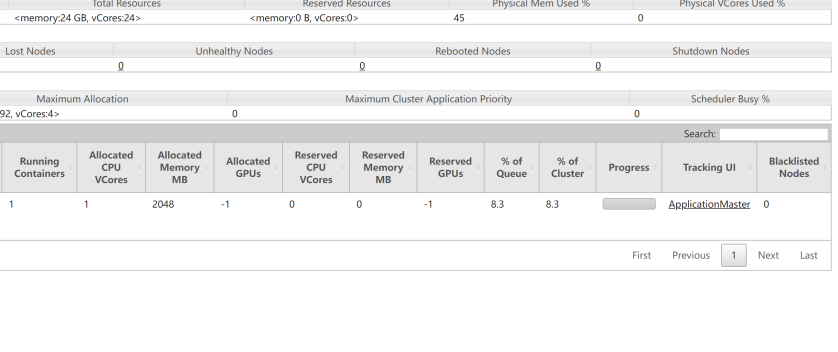 Total Resources Reserved Resources Physical Mem Used % Physical VCores Used %
<memory:24 GB, vCores:24> <memory:0 B, vCores:0> 45 0
Lost Nodes Unhealthy Nodes Rebooted Nodes Shutdown Nodes
0 0 0
Maximum Allocation Maximum Cluster Application Priority Scheduler Busy %
92, vCores:4> 0 0
Search:
Running Containers Allocated CPU VCores Allocated Memory MB Allocated GPUs Reserved CPU VCores Reserved Memory MB Reserved GPUs % of Queue % of Cluster Progress Tracking UI Blacklisted Nodes
1 1 2048 -1 0 0 -1 8.3 8.3 ApplicationMaster 0
First Previous 1 Next Last